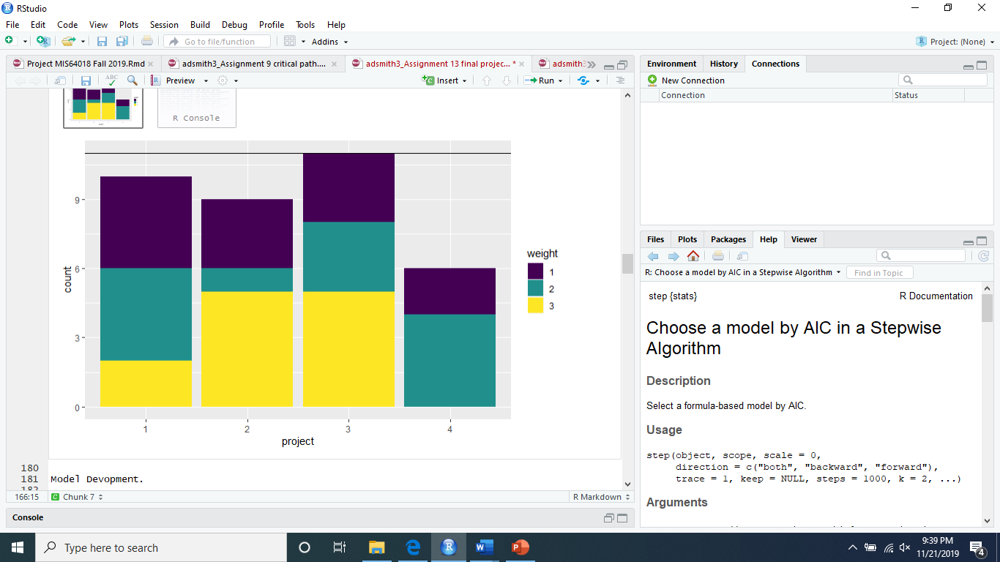 RStudio
File Edit Code View Plots Session Build Debug Profile Tools Help
Go to file/function Addins Project: (None)
Project MIS64018 Fall 2019.Rmd adsmith3_Assignment 9 critical path.... adsmith3_Assignment 13 final projec... * adsmith3
ABC Preview Insert Run
R Console
count
9
6
3
0
1 2 3 4
project
weight
1
2
3
180
181 Model Devopment.
182
166:15 C Chunk 7 R Markdown
Console
Environment History Connections
New Connection
Connection Status
Files Plots Packages Help Viewer
R: Choose a model by AIC in a Stepwise Algorithm Find in Topic
step {stats} R Documentation
Choose a model by AIC in a Stepwise
Algorithm
Description
Select a formula-based model by AIC.
Usage
step(object, scope, scale = 0,
direction = c("both", "backward", "forward"),
trace = 1, keep = NULL, steps = 1000, k = 2, ...)
Arguments
Type here to search
9:39 PM
11/21/2019
4